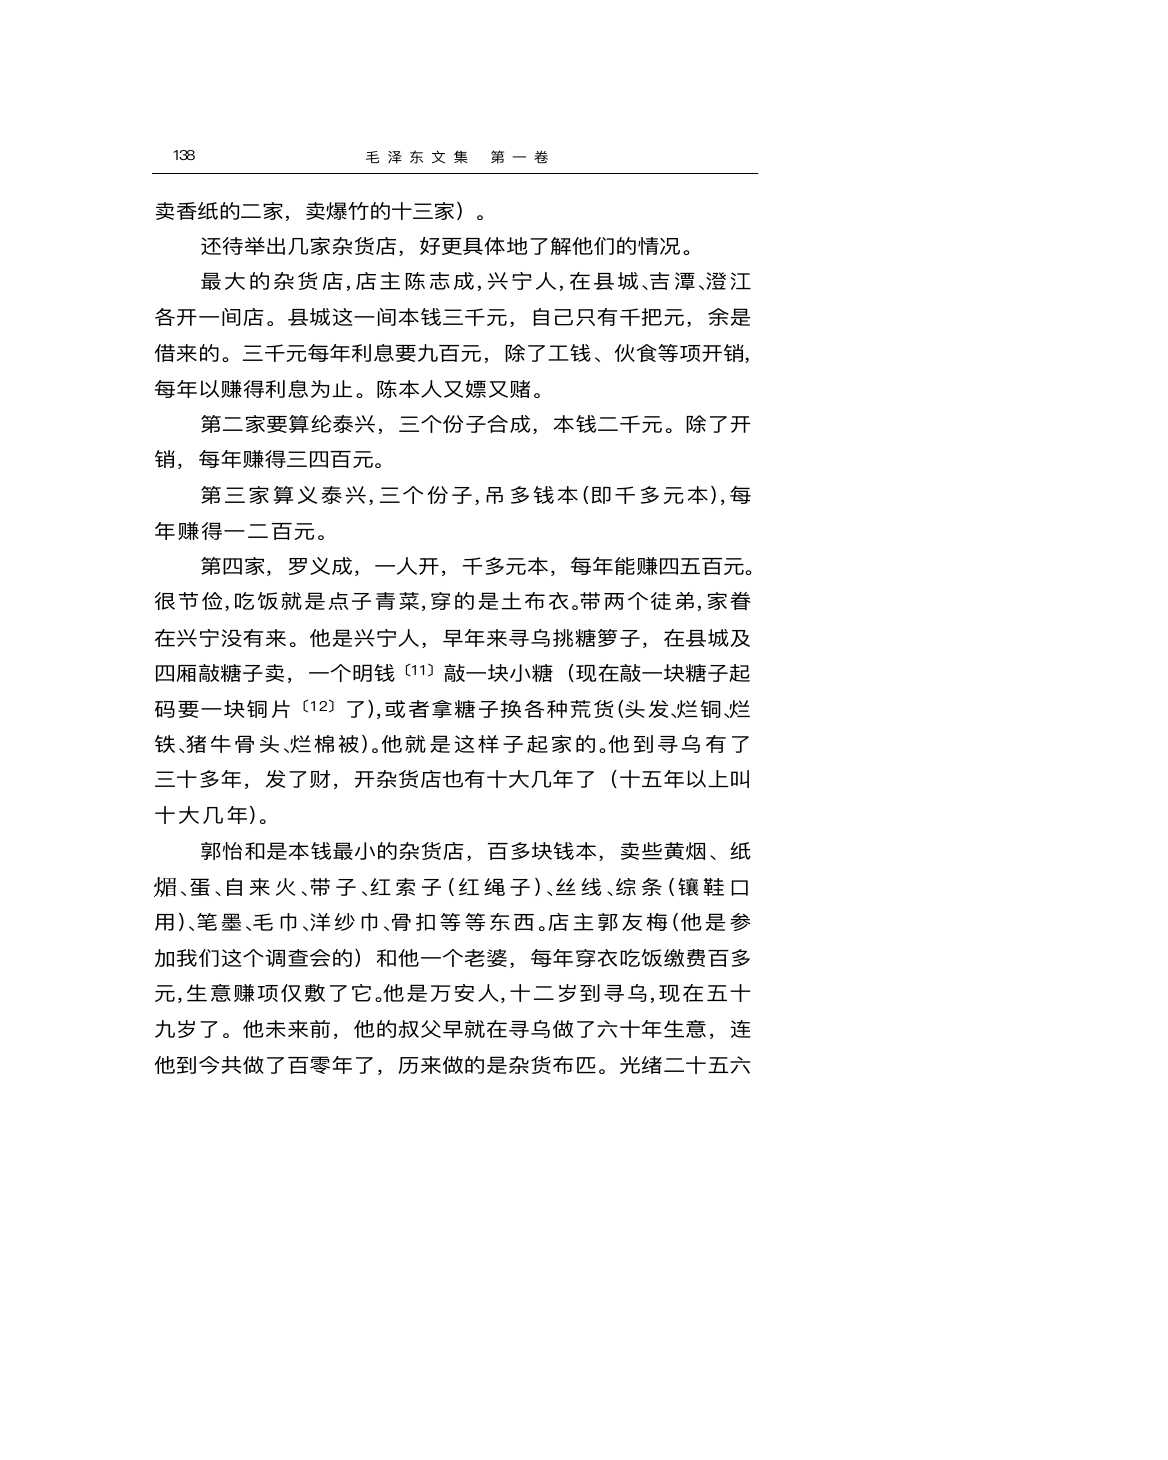 138 毛泽东文集 第一卷
卖香纸的二家，卖爆竹的十三家）。
还待举出几家杂货店，好更具体地了解他们的情况。
最大的杂货店,店主陈志成,兴宁人,在县城、吉潭、澄江
各开一间店。县城这一间本钱三千元，自己只有千把元，余是
借来的。三千元每年利息要九百元，除了工钱、伙食等项开销,
每年以赚得利息为止。陈本人又嫖又赌。
第二家要算纶泰兴，三个份子合成，本钱二千元。除了开
销，每年赚得三四百元。
第三家算义泰兴,三个份子,吊多钱本(即千多元本),每
年赚得一二百元。
第四家，罗义成，一人开，千多元本，每年能赚四五百元。
很节俭,吃饭就是点子青菜,穿的是土布衣。带两个徒弟,家眷
在兴宁没有来。他是兴宁人，早年来寻乌挑糖箩子，在县城及
四厢敲糖子卖，一个明钱〔11〕敲一块小糖（现在敲一块糖子起
码要一块铜片〔12〕了),或者拿糖子换各种荒货(头发、烂铜、烂
铁、猪牛骨头、烂棉被)。他就是这样子起家的。他到寻乌有了
三十多年，发了财，开杂货店也有十大几年了（十五年以上叫
十大几年)。
郭怡和是本钱最小的杂货店，百多块钱本，卖些黄烟、纸
煝、蛋、自来火、带子、红索子(红绳子)、丝线、综条(镶鞋口
用)、笔墨、毛巾、洋纱巾、骨扣等等东西。店主郭友梅(他是参
加我们这个调查会的）和他一个老婆，每年穿衣吃饭缴费百多
元,生意赚项仅敷了它。他是万安人,十二岁到寻乌,现在五十
九岁了。他未来前，他的叔父早就在寻乌做了六十年生意，连
他到今共做了百零年了，历来做的是杂货布匹。光绪二十五六